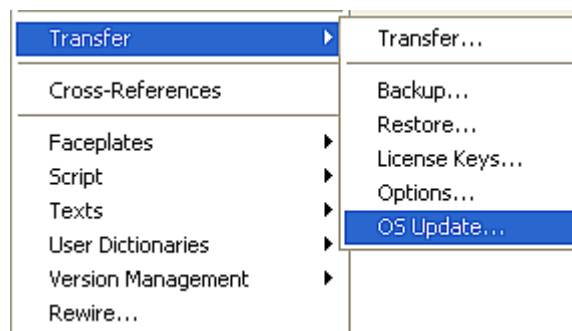 Transfer
Cross-References
Faceplates
Script
Texts
User Dictionaries
Version Management
Rewire...
Transfer...
Backup...
Restore...
License Keys...
Options...
OS Update...